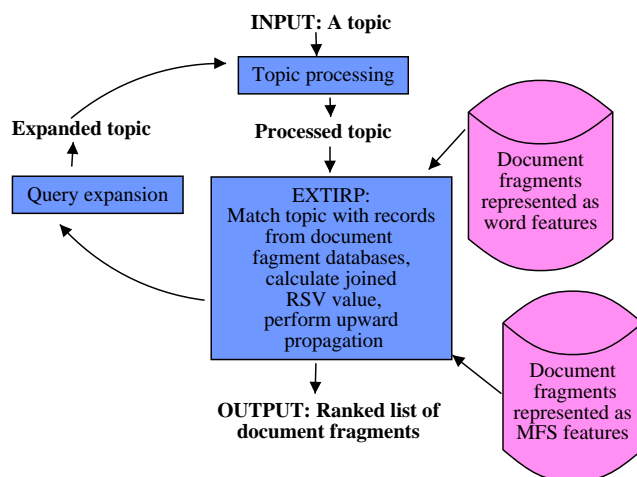 INPUT: A topic
Topic processing
Expanded topic
Processed topic
Query expansion
EXTIRP:
Match topic with records
from document
fagment databases,
calculate joined
RSV value,
perform upward
propagation
Document
fragments
represented as
word features
Document
fragments
represented as
MFS features
OUTPUT: Ranked list of
document fragments